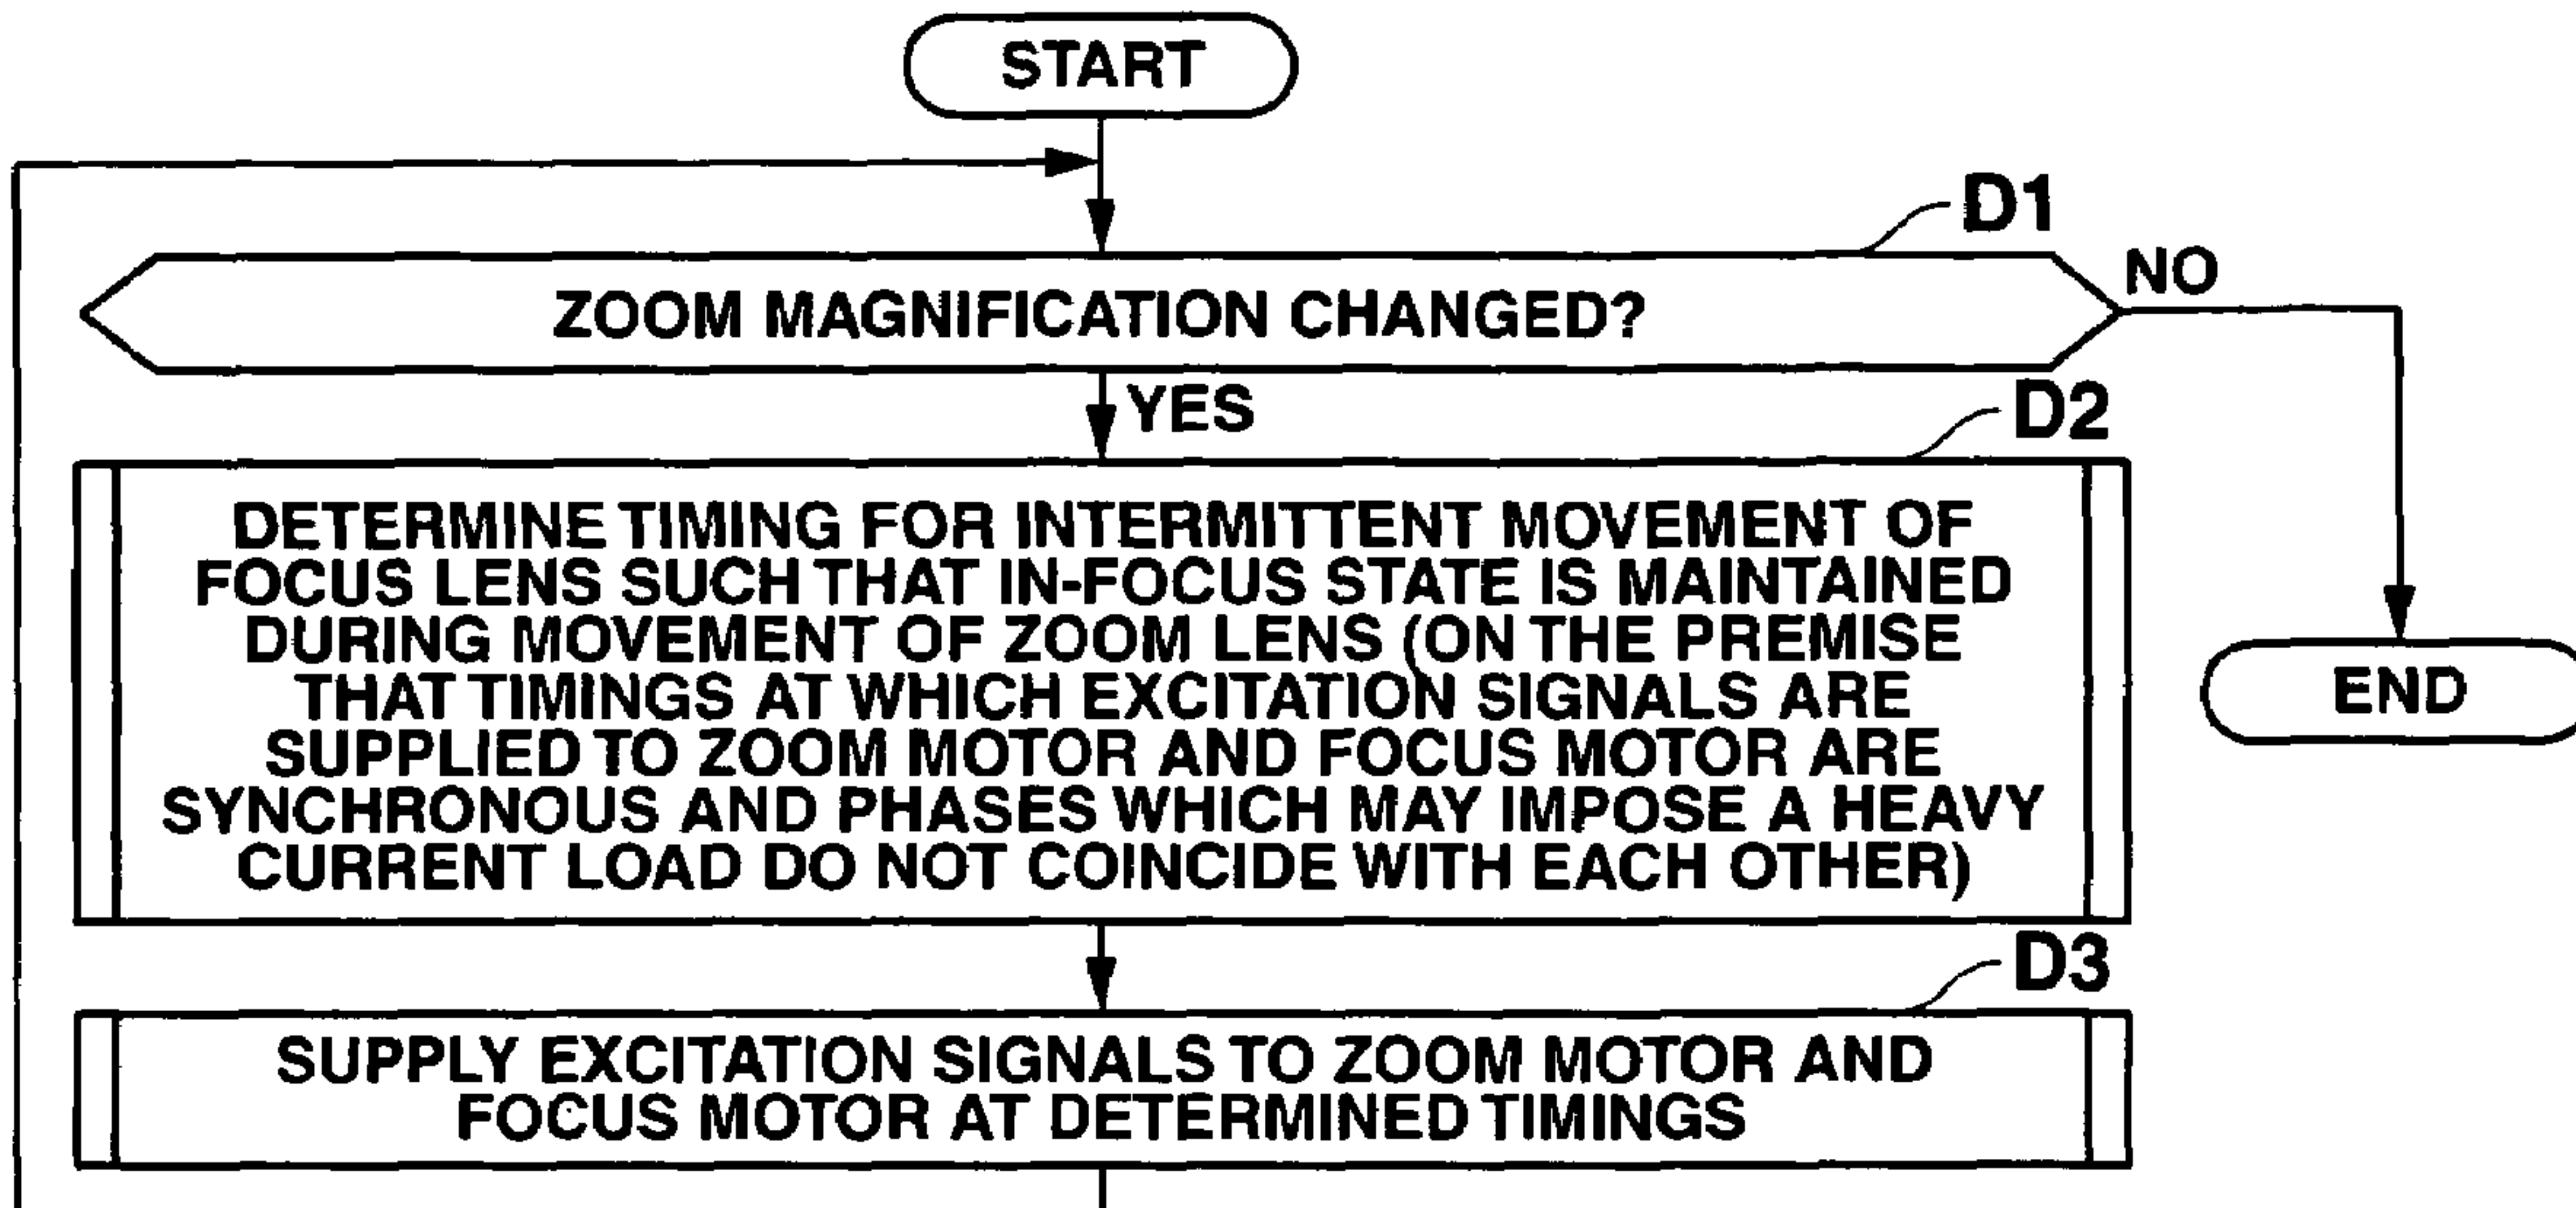 START
D1
ZOOM MAGNIFICATION CHANGED?
NO
YES
D2
DETERMINE TIMING FOR INTERMITTENT MOVEMENT OF
FOCUS LENS SUCH THAT IN-FOCUS STATE IS MAINTAINED
DURING MOVEMENT OF ZOOM LENS (ON THE PREMISE
THAT TIMINGS AT WHICH EXCITATION SIGNALS ARE
SUPPLIED TO ZOOM MOTOR AND FOCUS MOTOR ARE
SYNCHRONOUS AND PHASES WHICH MAY IMPOSE A HEAVY
CURRENT LOAD DO NOT COINCIDE WITH EACH OTHER)
END
D3
SUPPLY EXCITATION SIGNALS TO ZOOM MOTOR AND
FOCUS MOTOR AT DETERMINED TIMINGS